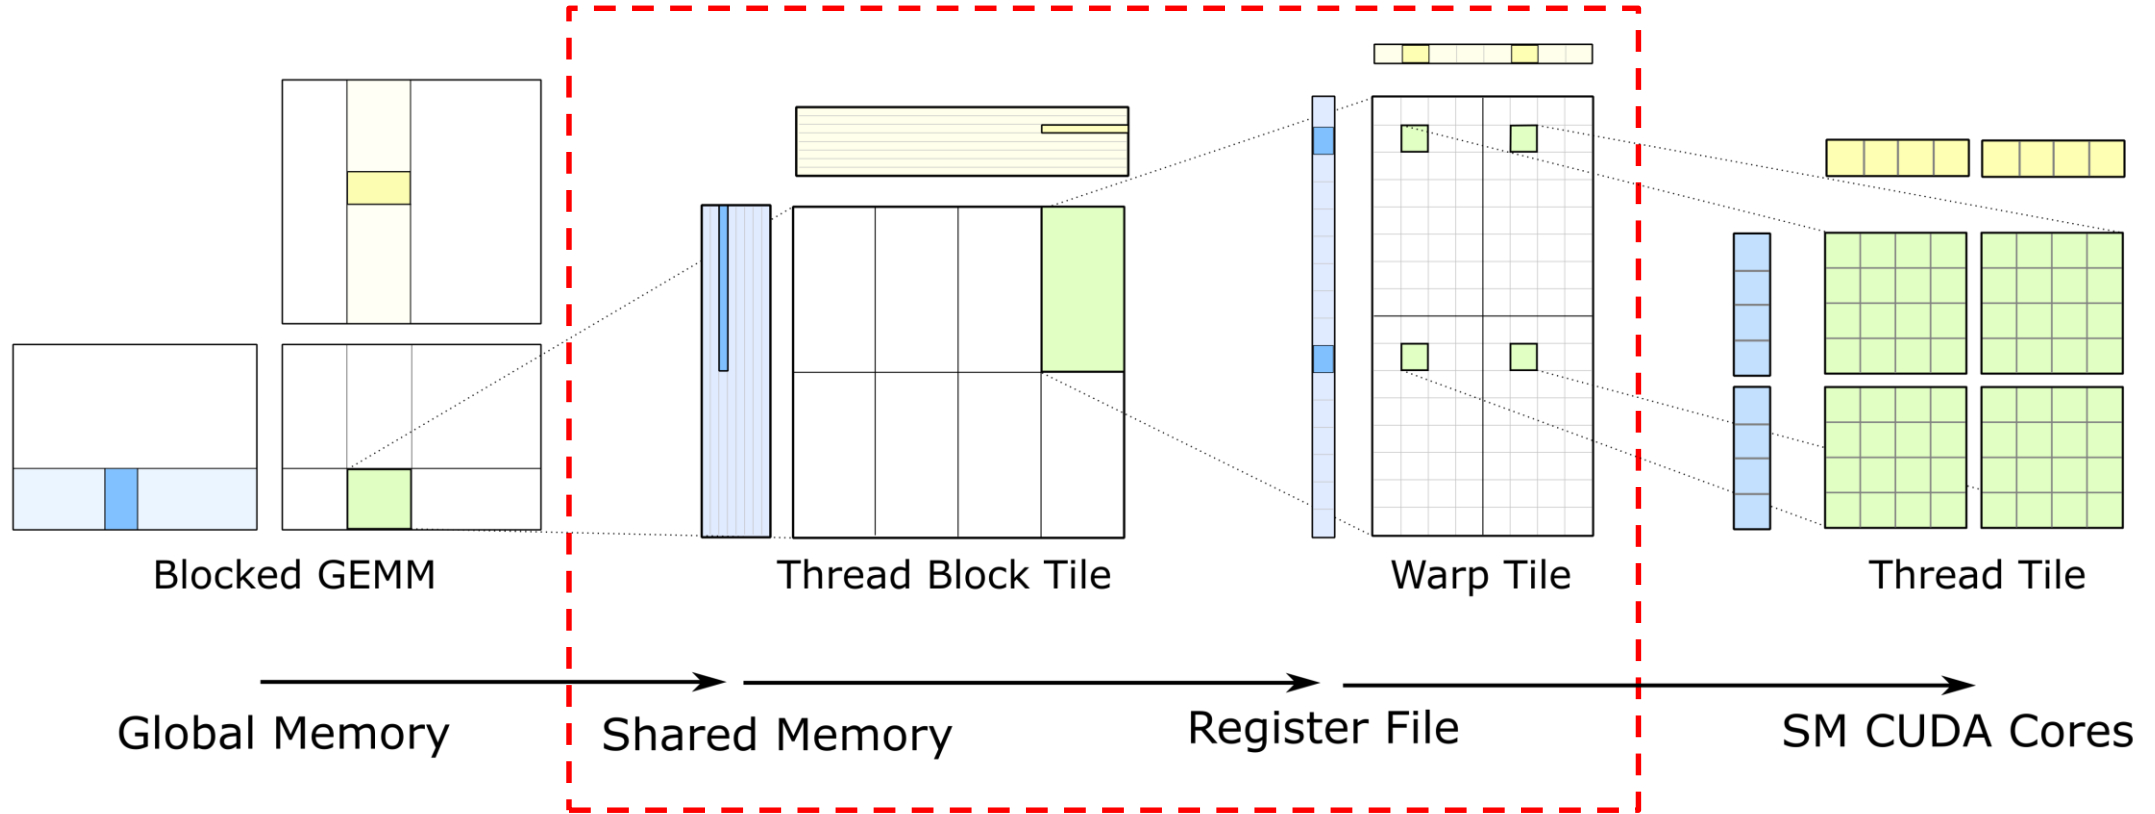 Blocked GEMM
Thread Block Tile
Warp Tile
Thread Tile
Global Memory
Shared Memory
Register File
SM CUDA Cores